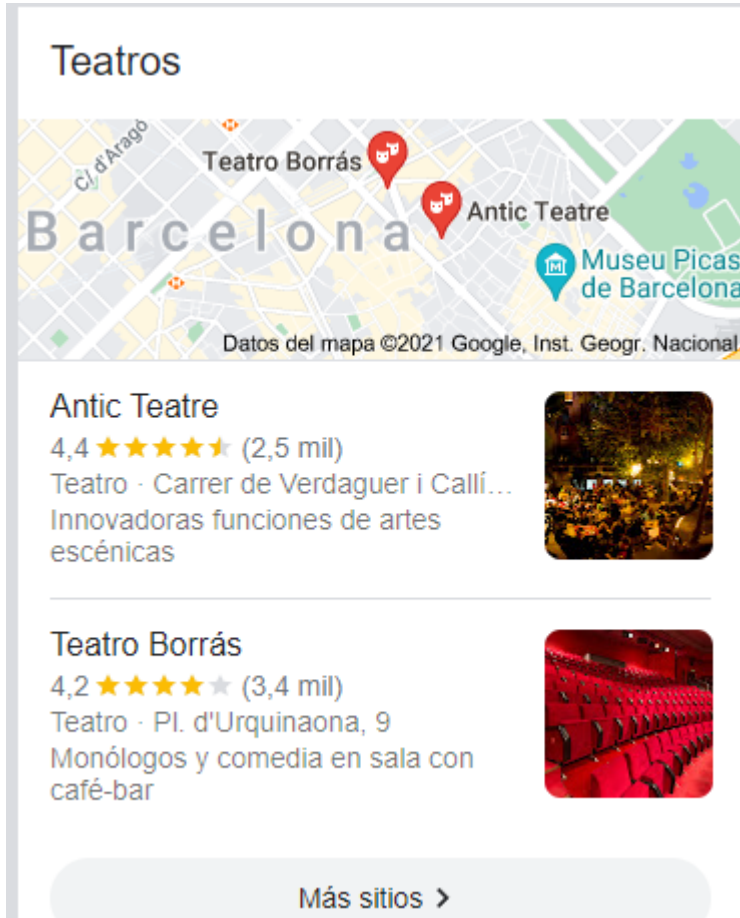 Teatros
C/ d'Aragó
Teatro Borrás
Antic Teatre
Barcelona
Museu Picas
de Barcelona
Datos del mapa ©2021 Google, Inst. Geogr. Nacional
Antic Teatre
4,4 (2,5 mil)
Teatro · Carrer de Verdaguer i Callí…
Innovadoras funciones de artes
escénicas
Teatro Borrás
4,2 (3,4 mil)
Teatro · Pl. d'Urquinaona, 9
Monólogos y comedia en sala con
café-bar
Más sitios